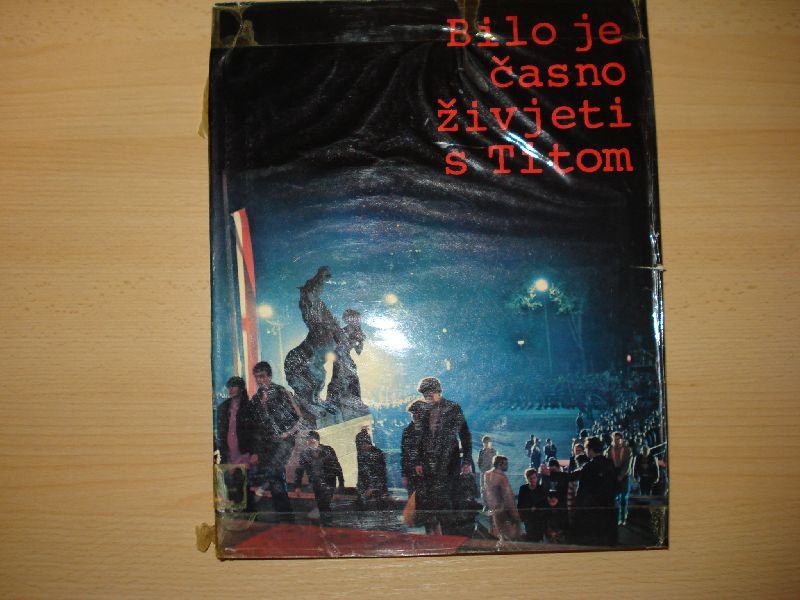 Bilo je
časno
živjeti
s Titom